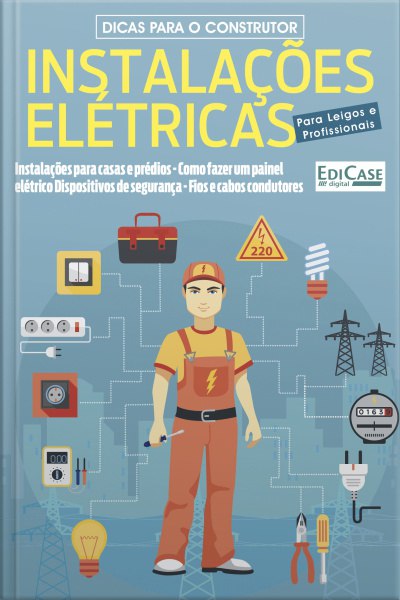 DICAS PARA O CONSTRUTOR
INSTALAÇÕES
ELÉTRICAS
Para Leigos e
Profissionais
Instalações para casas e prédios - Como fazer um painel
elétrico Dispositivos de segurança - Fios e cabos condutores
EDICASE
digital
220
0163
000